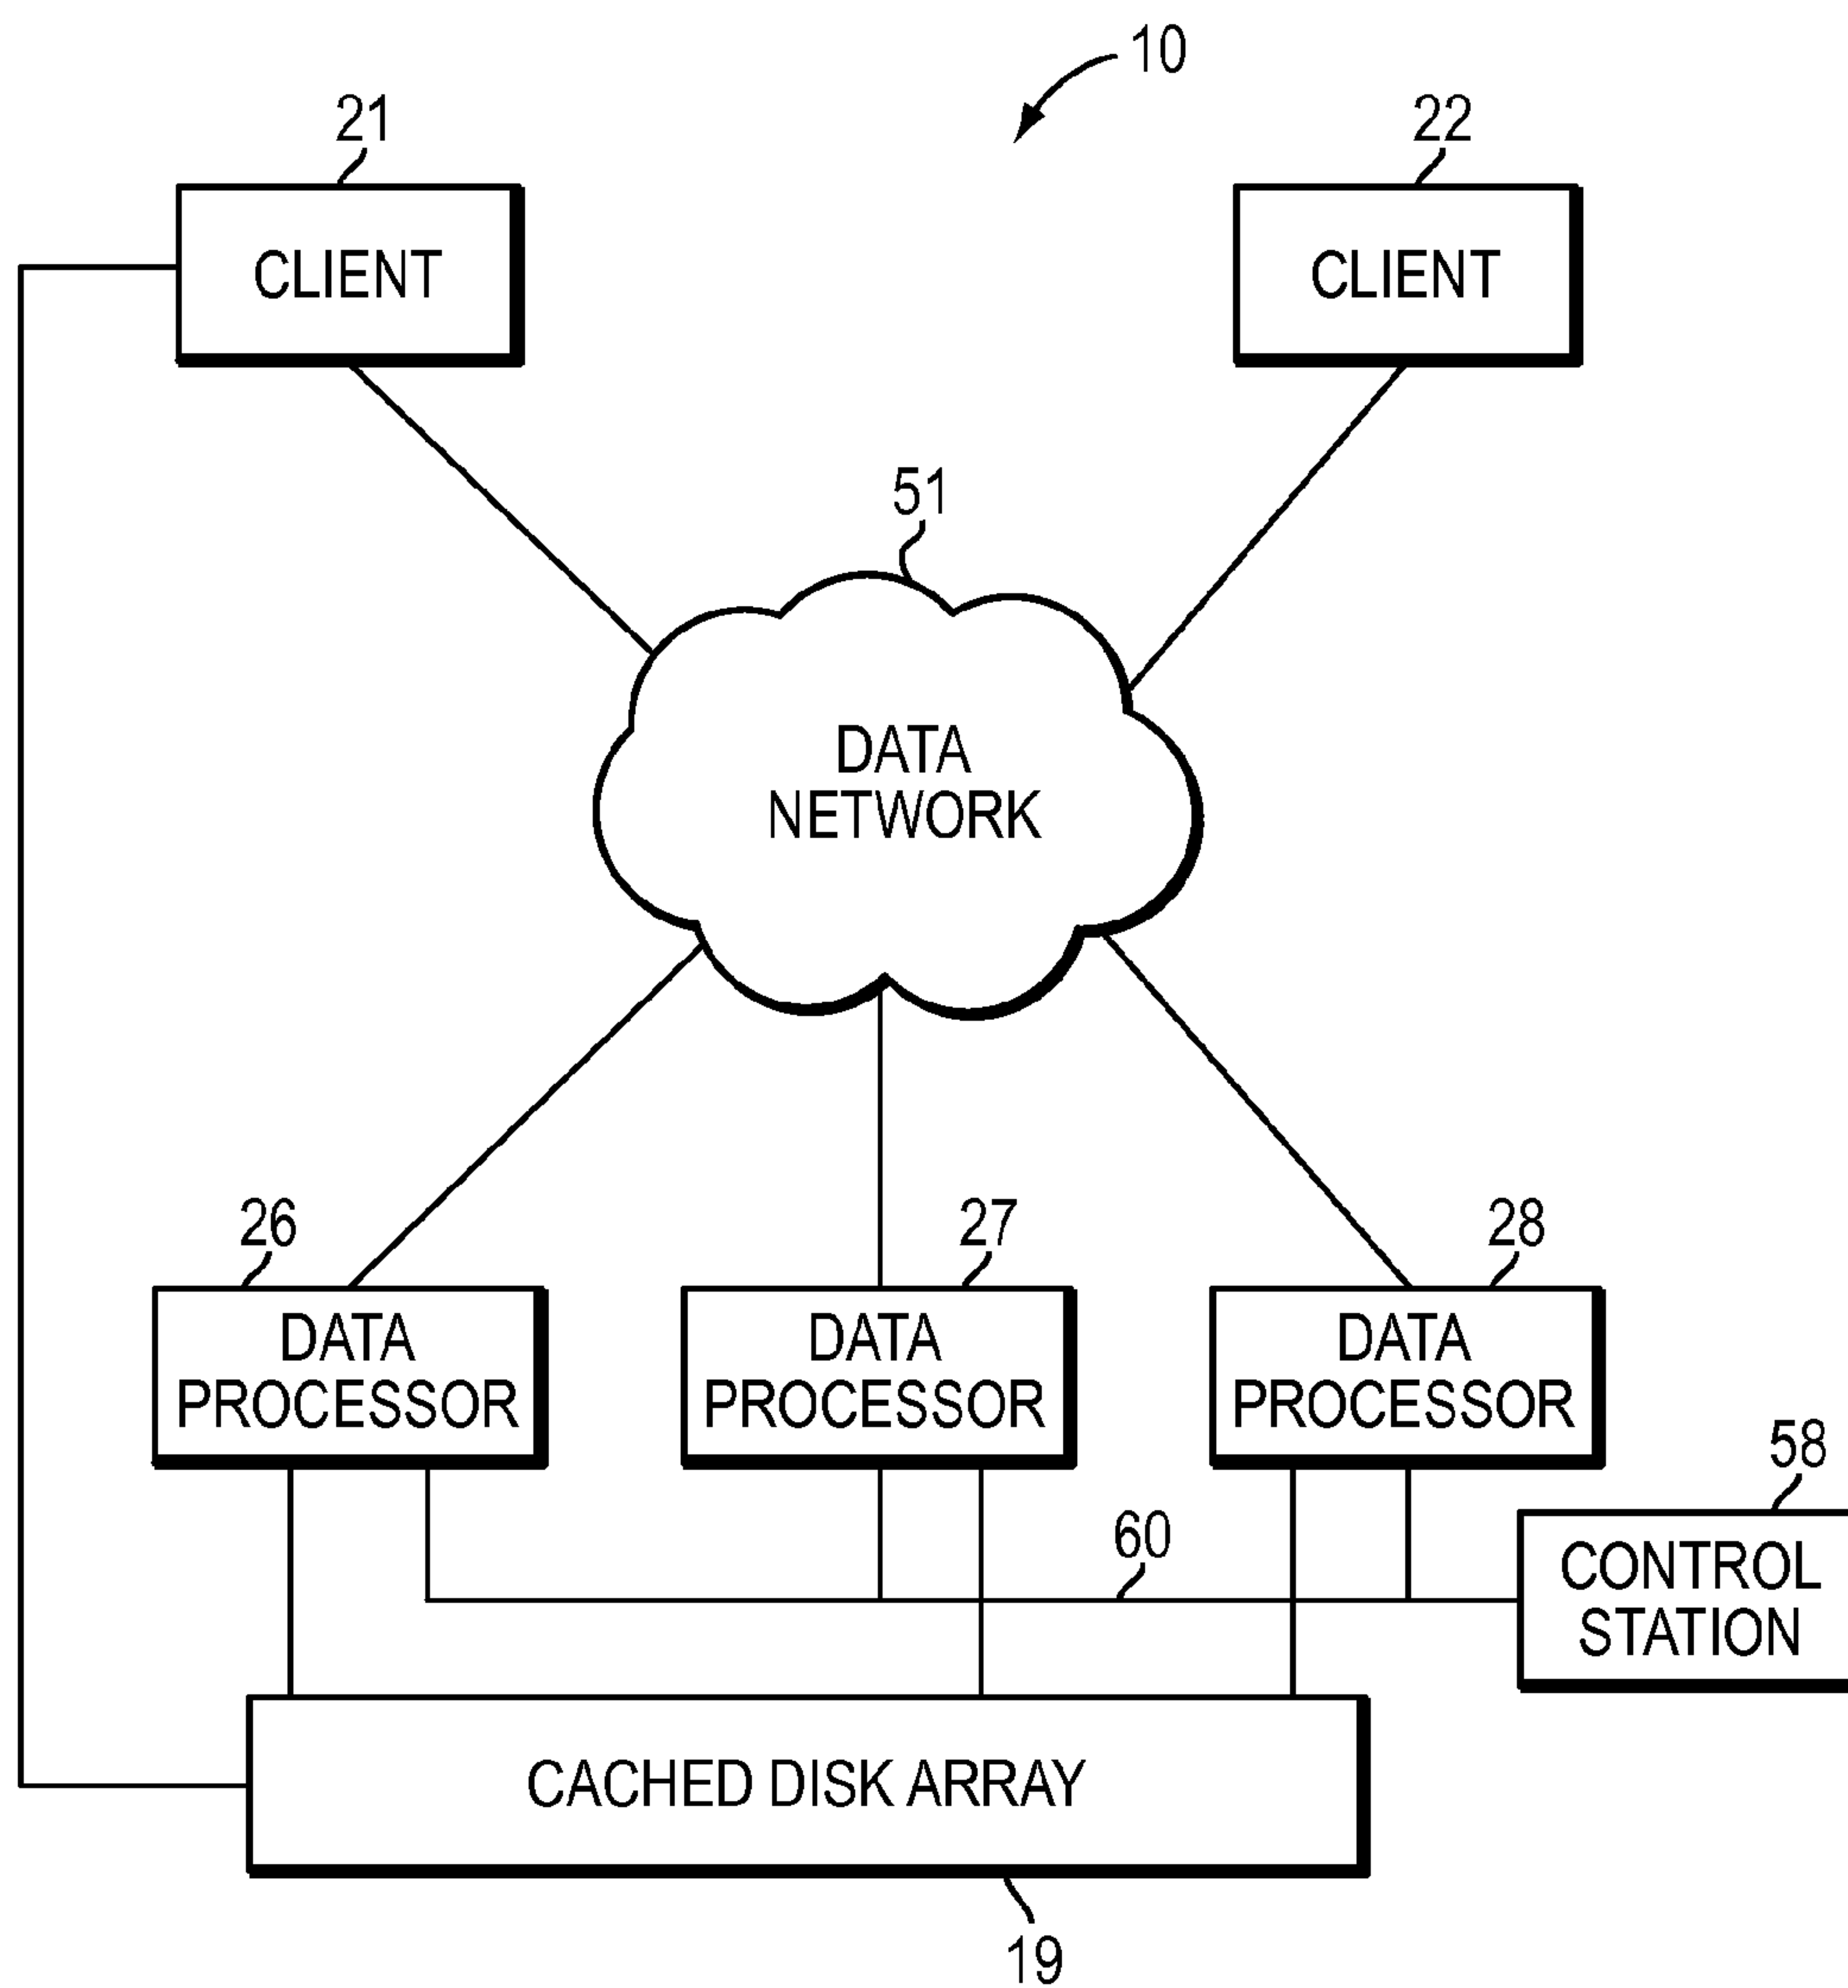 10
21
22
CLIENT
CLIENT
51
DATA
NETWORK
26
27
28
DATA
PROCESSOR
DATA
PROCESSOR
DATA
PROCESSOR
58
60
CONTROL
STATION
CACHED DISK ARRAY
19